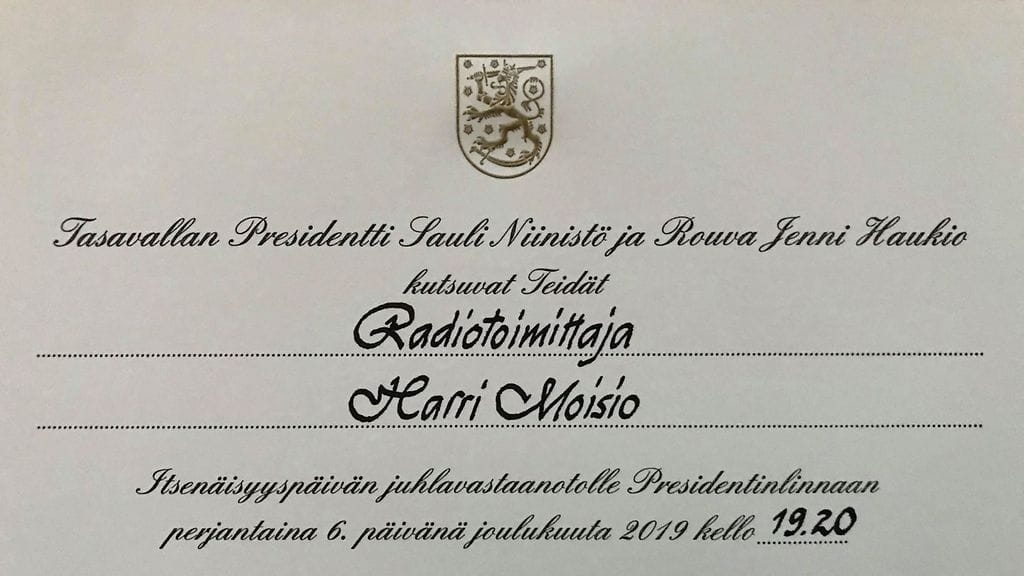 Tasavallan Presidentti Sauli Niinistö ja Rouva Jenni Haukio
kutsuvat Teidät
Radiotoimittaja
Harri Moisio
Itsenäisyyspäivän juhlavastaanotolle Presidentinlinnaan
perjantaina 6. päivänä joulukuuta 2019 kello 19.20